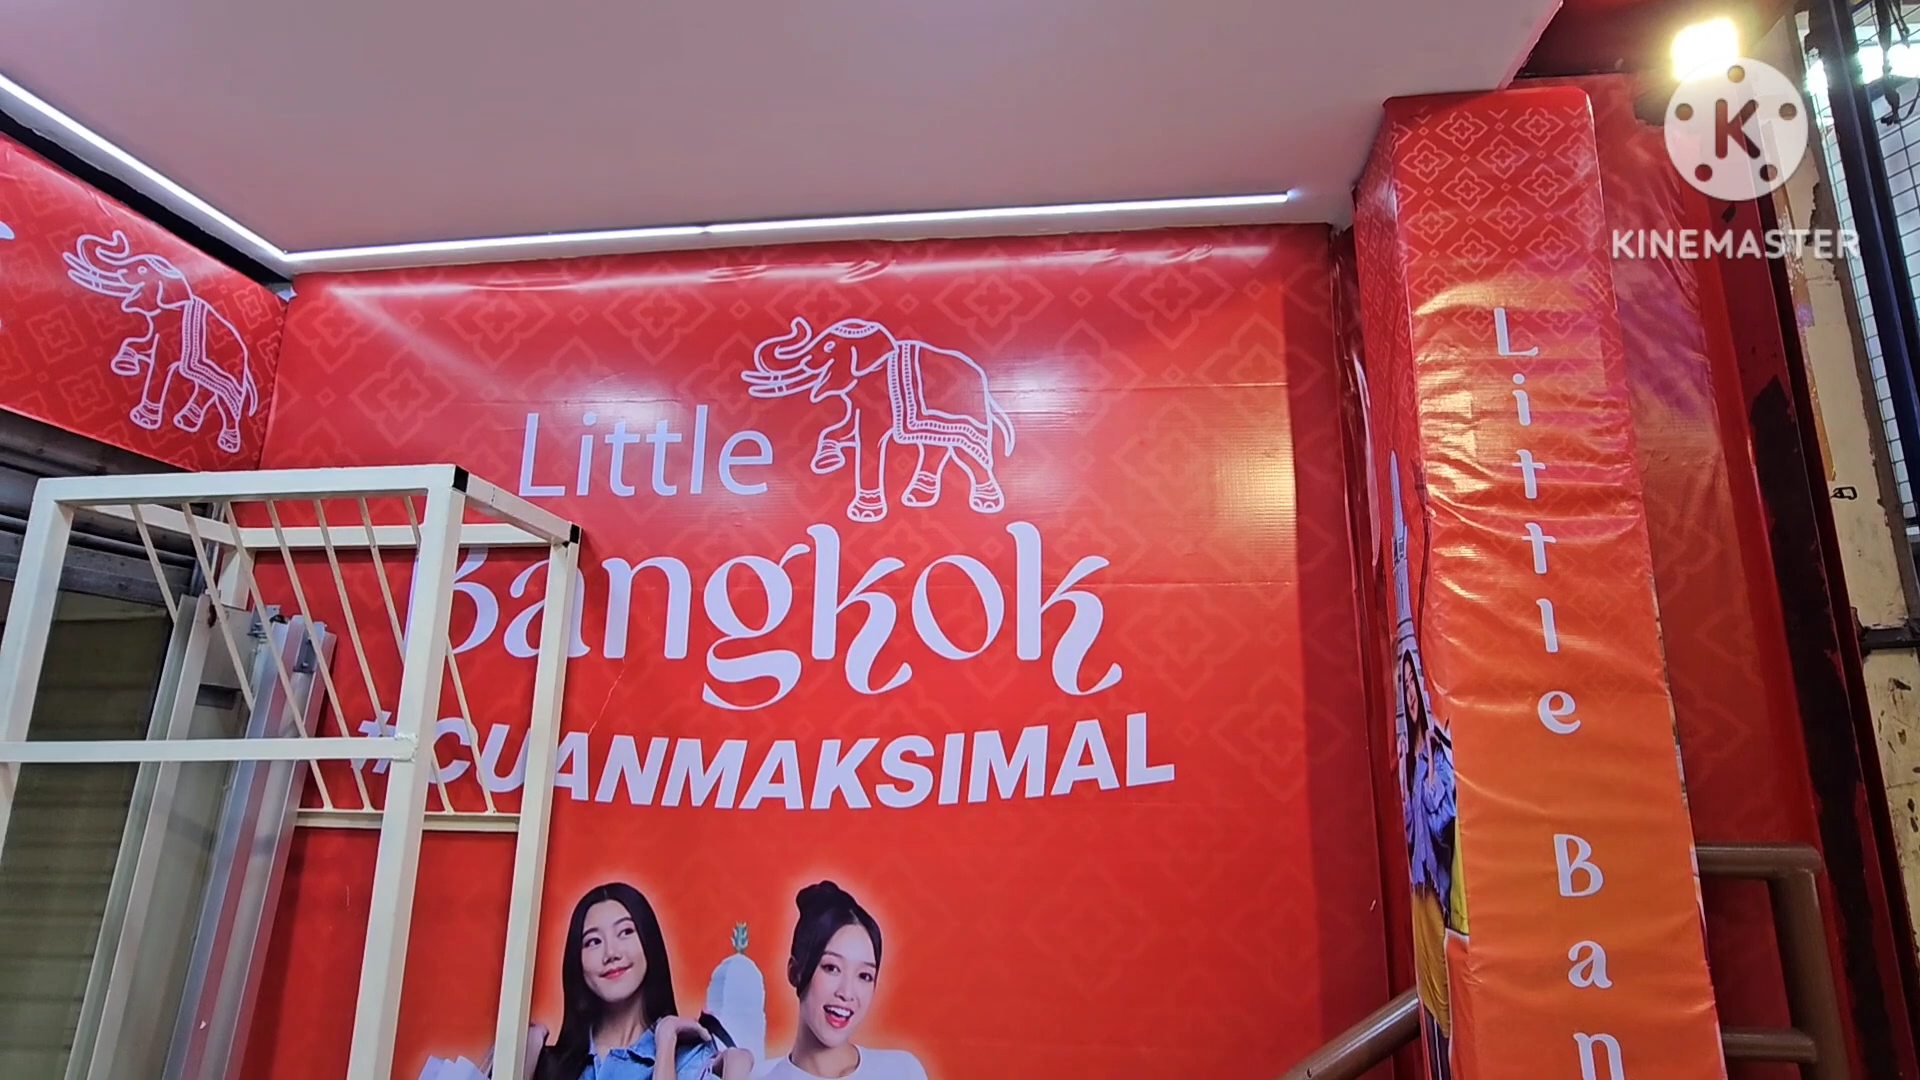 Little
Bangkok
#CUANMAKSIMAL
Little Ban
K
KINEMASTER